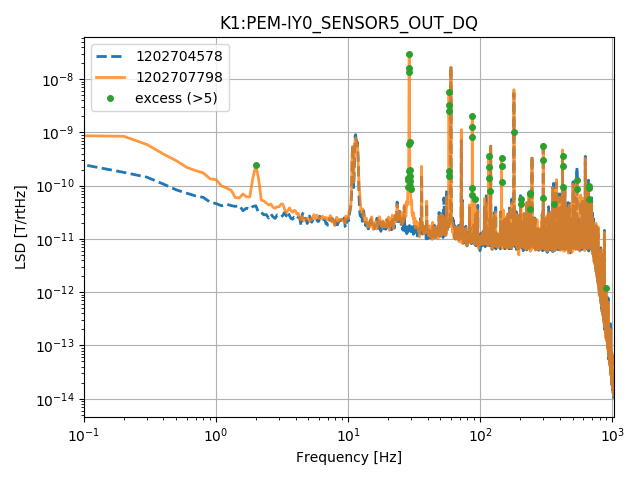 K1:PEM-IY0_SENSOR5_OUT_DQ
1202704578
1202707798
excess (>5)
LSD [T/rtHz]
10⁻⁸
10⁻⁹
10⁻¹⁰
10⁻¹¹
10⁻¹²
10⁻¹³
10⁻¹⁴
10⁻¹ 10⁰ 10¹ 10² 10³
Frequency [Hz]